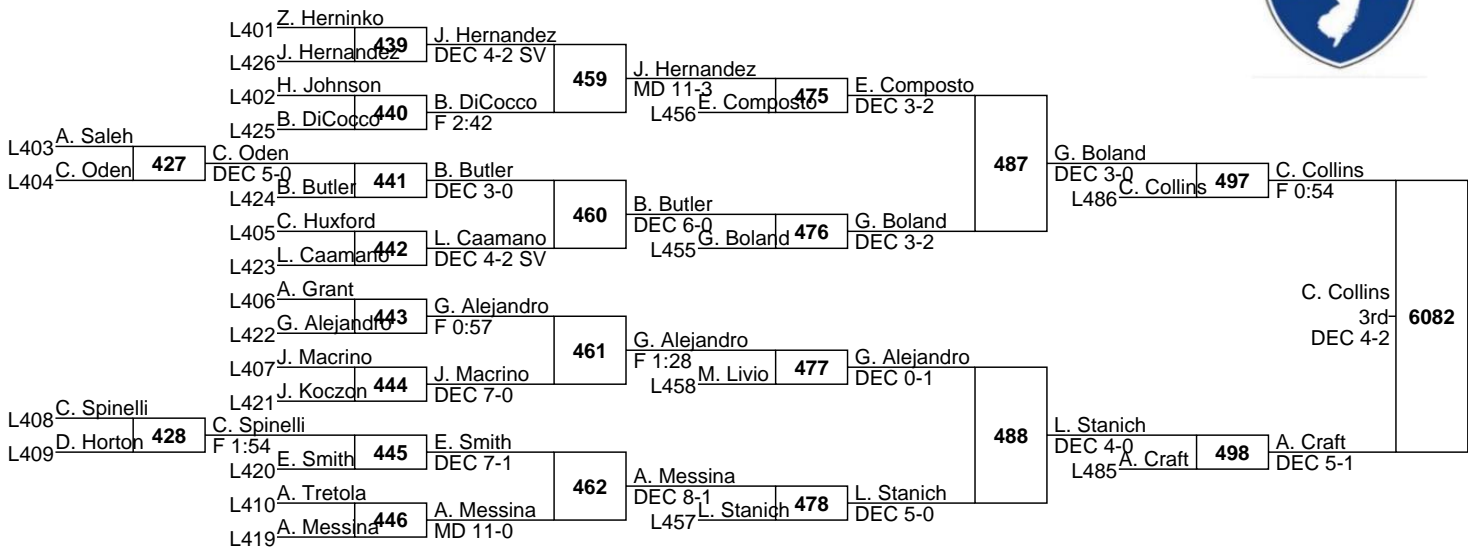 Z. Herninko
L401
439
J. Hernandez
L426
J. Hernandez
DEC 4-2 SV
459
J. Hernandez
MD 11-3
H. Johnson
L402
440
B. DiCocco
L425
B. DiCocco
F 2:42
L456
E. Composto
475
E. Composto
DEC 3-2
A. Saleh
L403
427
C. Oden
L404
C. Oden
DEC 5-0
441
B. Butler
L424
B. Butler
DEC 3-0
460
B. Butler
DEC 6-0
C. Huxford
L405
442
L. Caamano
L423
L. Caamano
DEC 4-2 SV
L455
G. Boland
476
G. Boland
DEC 3-2
487
G. Boland
DEC 3-0
L486
C. Collins
497
C. Collins
F 0:54
A. Grant
L406
443
G. Alejandro
L422
G. Alejandro
F 0:57
461
G. Alejandro
F 1:28
J. Macrino
L407
444
J. Macrino
L421
J. Koczon
DEC 7-0
L458
M. Livio
477
G. Alejandro
DEC 0-1
C. Collins
3rd
DEC 4-2
6082
C. Spinelli
L408
428
C. Spinelli
L409
D. Horton
F 1:54
445
E. Smith
L420
E. Smith
DEC 7-1
462
A. Messina
DEC 8-1
A. Tretola
L410
446
A. Messina
L419
A. Messina
MD 11-0
L457
L. Stanich
478
L. Stanich
DEC 5-0
488
L. Stanich
DEC 4-0
L485
A. Craft
498
A. Craft
DEC 5-1